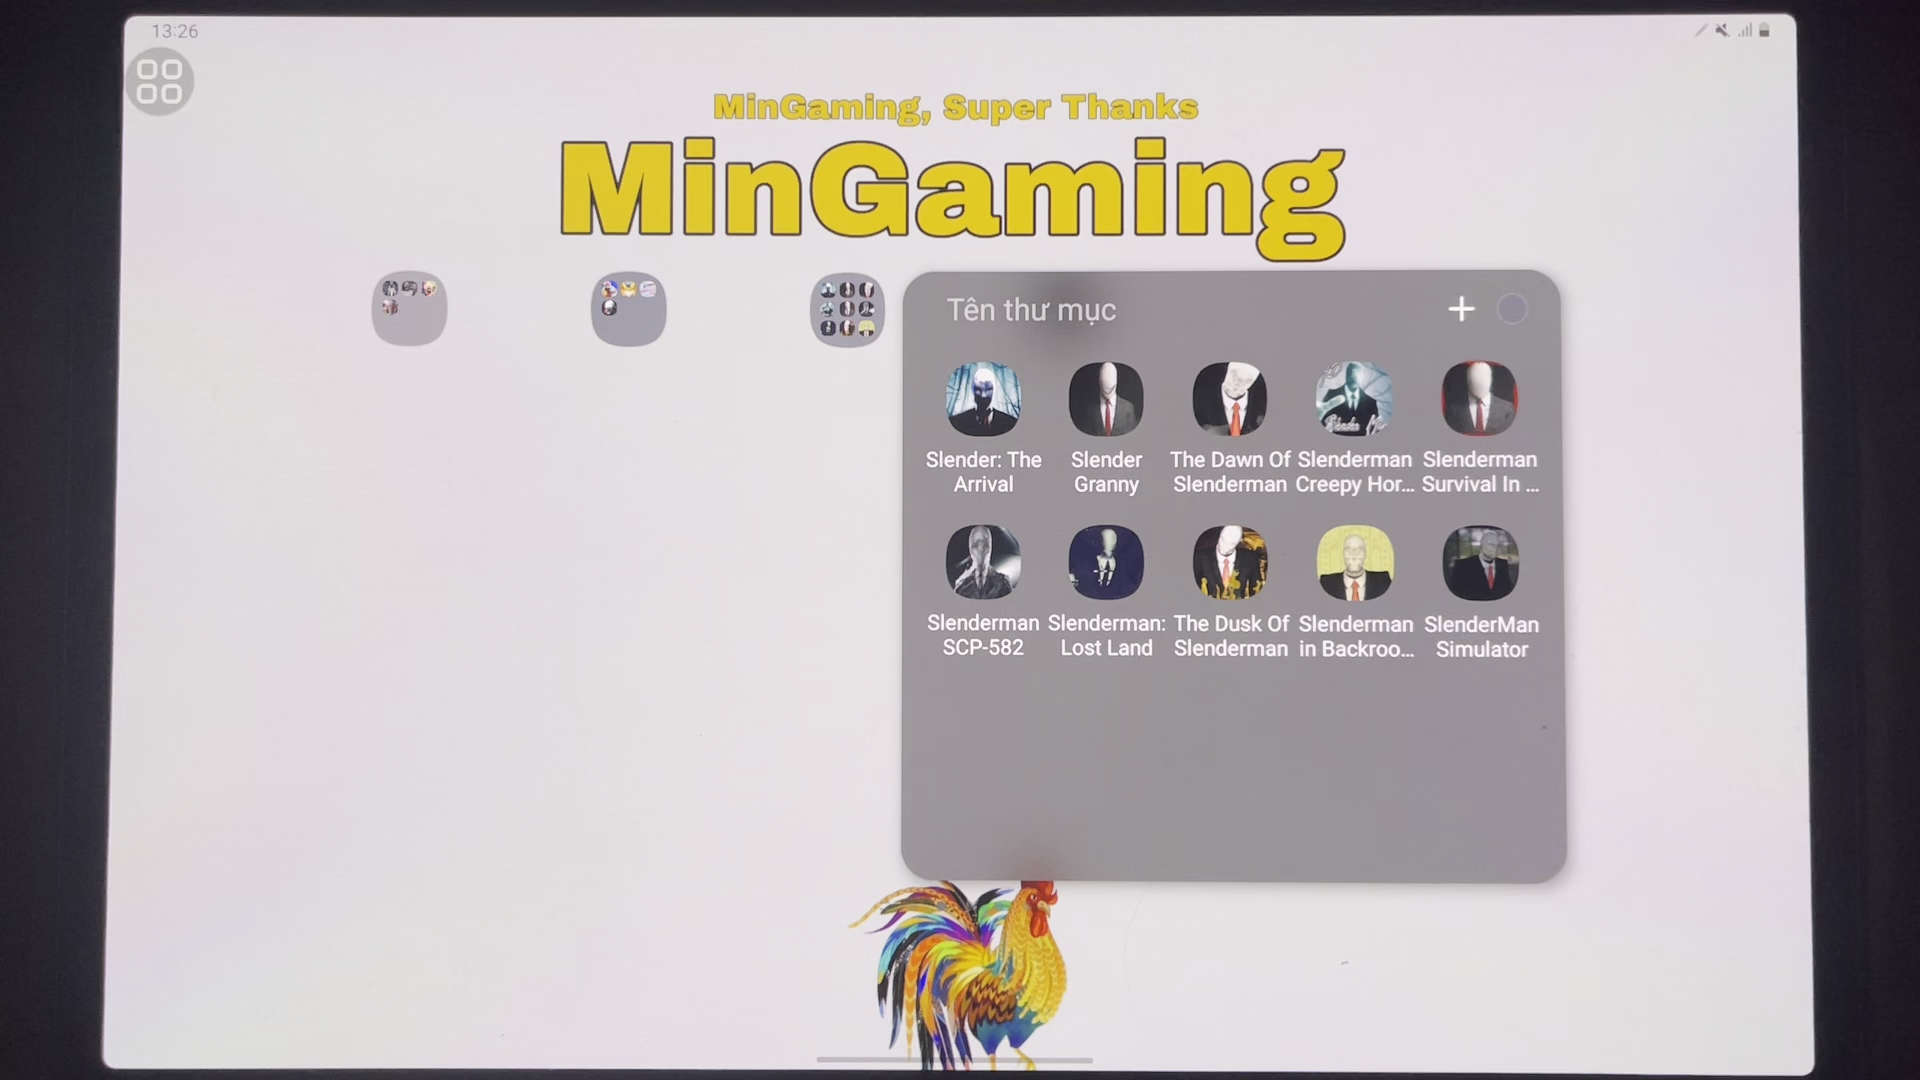 13:26
MinGaming, Super Thanks
MinGaming
Tên thư mục
Slender: The
Arrival
Slender
Granny
The Dawn Of
Slenderman
Slenderman
Creepy Hor...
Slenderman
Survival In ...
Slenderman
SCP-582
Slenderman:
Lost Land
The Dusk Of
Slenderman
Slenderman
in Backroo...
SlenderMan
Simulator